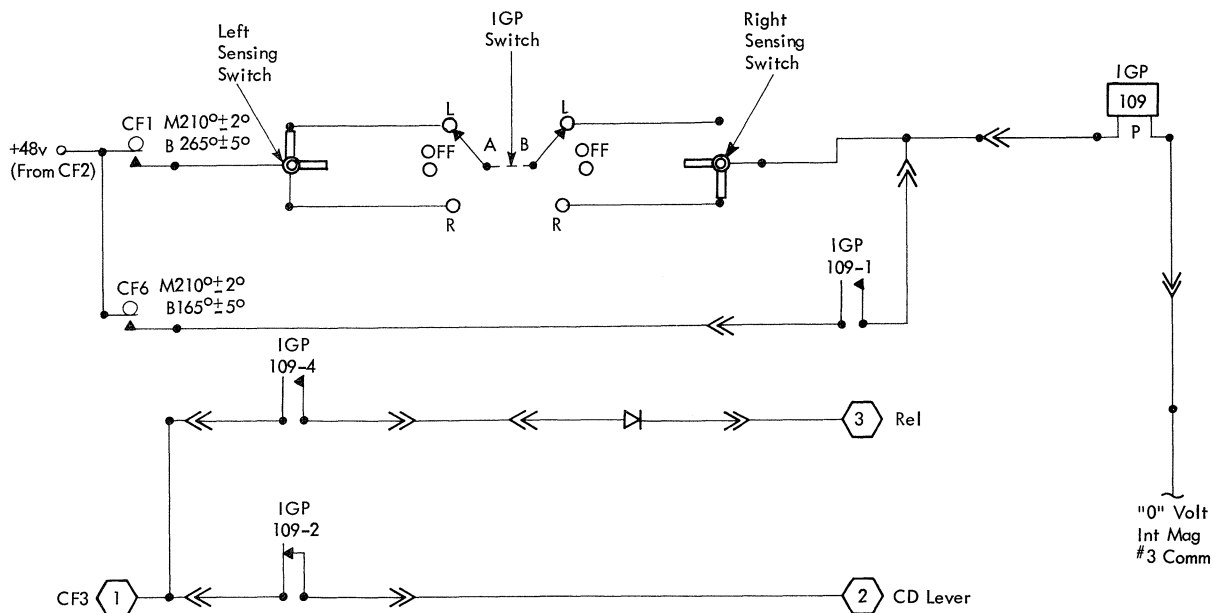 IGP
Switch
Left
Sensing
Switch
Right
Sensing
Switch
IGP
109
P
+48v
(From CF2)
CF1 M210°±2°
B 265°±5°
L
OFF
A
B
R
L
OFF
R
CF6 M210°±2°
B165°±5°
IGP
109-1
IGP
109-4
3 Rel
IGP
109-2
CF3 1
2 CD Lever
"0" Volt
Int Mag
#3 Comm